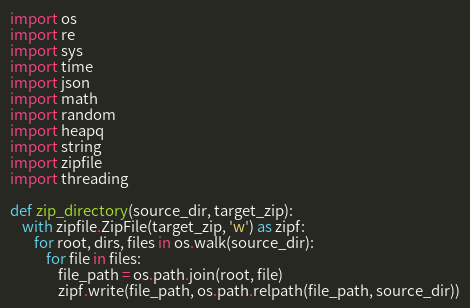 import os
import re
import sys
import time
import json
import math
import random
import heapq
import string
import zipfile
import threading

def zip_directory(source_dir, target_zip):
    with zipfile.ZipFile(target_zip, 'w') as zipf:
        for root, dirs, files in os.walk(source_dir):
            for file in files:
                file_path = os.path.join(root, file)
                zipf.write(file_path, os.path.relpath(file_path, source_dir))